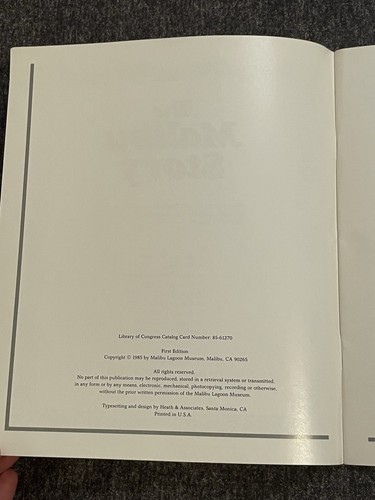 Library of Congress Catalog Card Number: 85-61270
First Edition
Copyright © 1985 by Malibu Lagoon Museum, Malibu, CA 90265
All rights reserved.
No part of this publication may be reproduced, stored in a retrieval system or transmitted,
in any form or by any means, electronic, mechanical, photocopying, recording or otherwise,
without the prior written permission of the Malibu Lagoon Museum.
Typesetting and design by Heath & Associates, Santa Monica, CA
Printed in U.S.A.